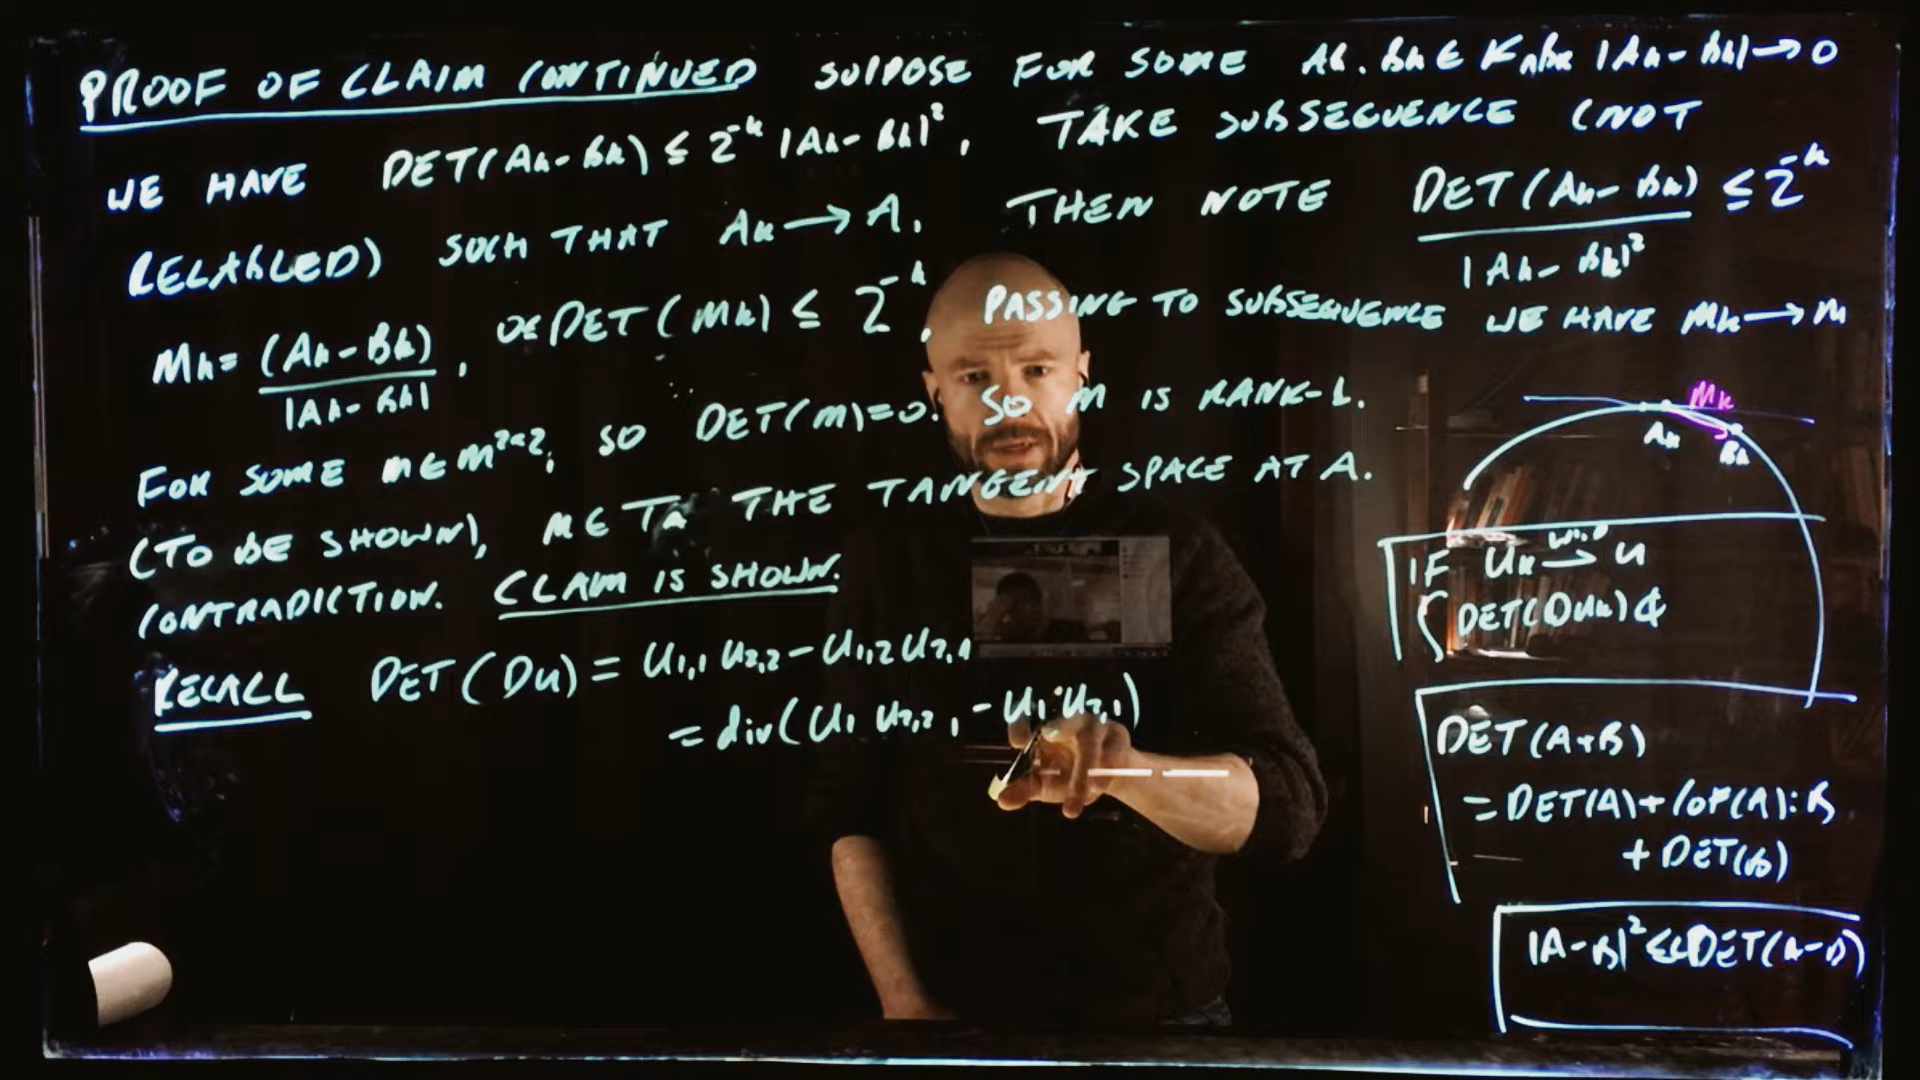 PROOF OF CLAIM CONTINUED SUPPOSE FOR SOME Ak, Bk ∈ K∩BR |Ak - Bk| → 0
WE HAVE DET(Ak - Bk) ≤ 2^-k |Ak - Bk|², TAKE SUBSEQUENCE (NOT
RELABLED) SUCH THAT Ak → A. THEN NOTE DET(Ak - Bk) / |Ak - Bk|² ≤ 2^-k
Mk = (Ak - Bk) / |Ak - Bk|, DET(Mk) ≤ 2^-k. PASSING TO SUBSEQUENCE WE HAVE Mk → M
FOR SOME M ∈ M^2×2, SO DET(M) = 0. SO M IS RANK-1.
(TO BE SHOWN), M ∈ TA THE TANGENT SPACE AT A.
CONTRADICTION. CLAIM IS SHOWN.
RECALL DET(Du) = u1,1 u2,2 - u1,2 u2,1
= div(u1 u2,2, -u1 u2,1)
Mk
Ak
Bk
IF uk → u
∫ DET(Duk) ϕ
DET(A+B)
= DET(A) + COF(A):B
+ DET(B)
|A - B|² ≤ cDET(A-B)